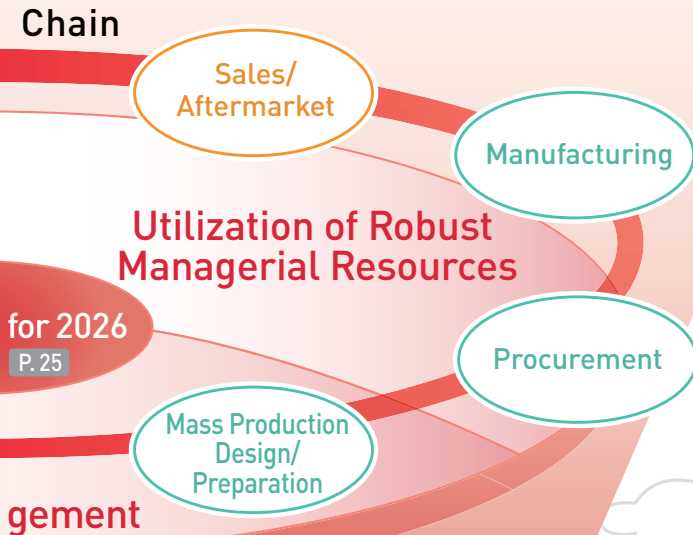 Chain
Sales/
Aftermarket
Manufacturing
Utilization of Robust
Managerial Resources
for 2026
P. 25
Procurement
Mass Production
Design/
Preparation
gement